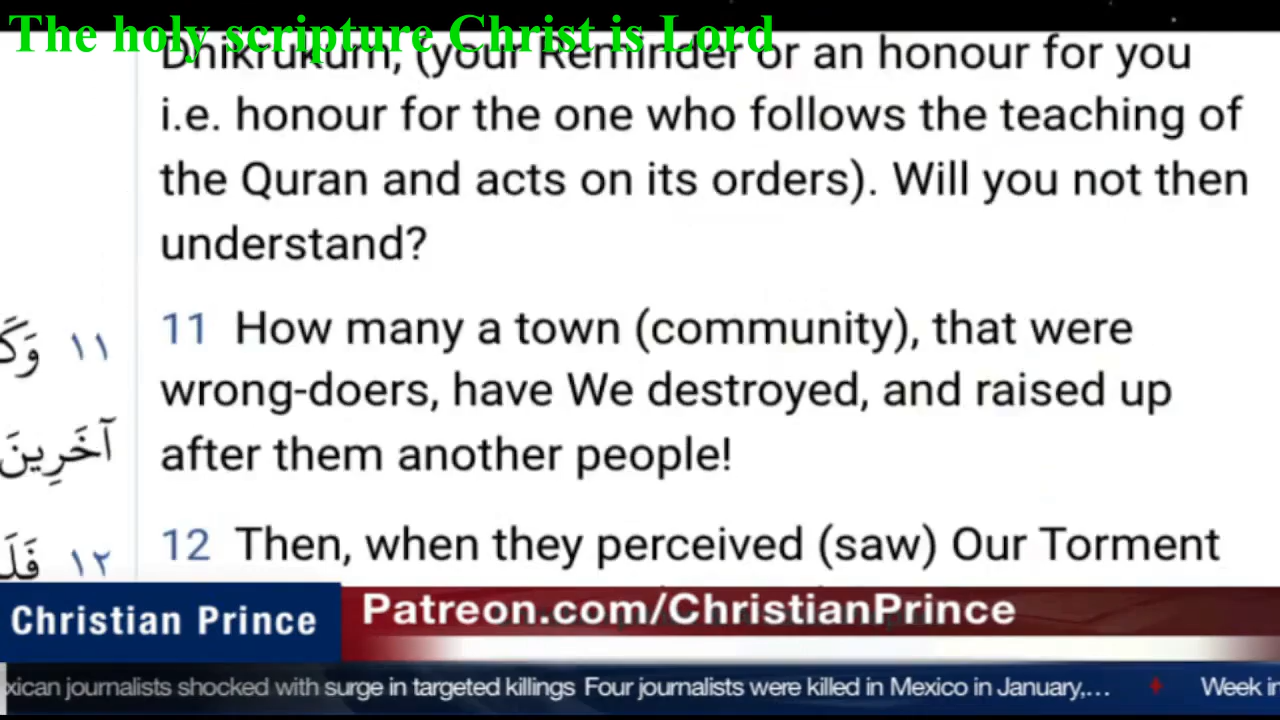 The holy scripture Christ is Lord
Dhikrukum, (your Reminder or an honour for you
i.e. honour for the one who follows the teaching of
the Quran and acts on its orders). Will you not then
understand?
١١ وَكَ
11 How many a town (community), that were
wrong-doers, have We destroyed, and raised up
آخَرِينَ
after them another people!
١٢ فَلَ
12 Then, when they perceived (saw) Our Torment
Christian Prince
Patreon.com/ChristianPrince
xican journalists shocked with surge in targeted killings Four journalists were killed in Mexico in January,... Week in